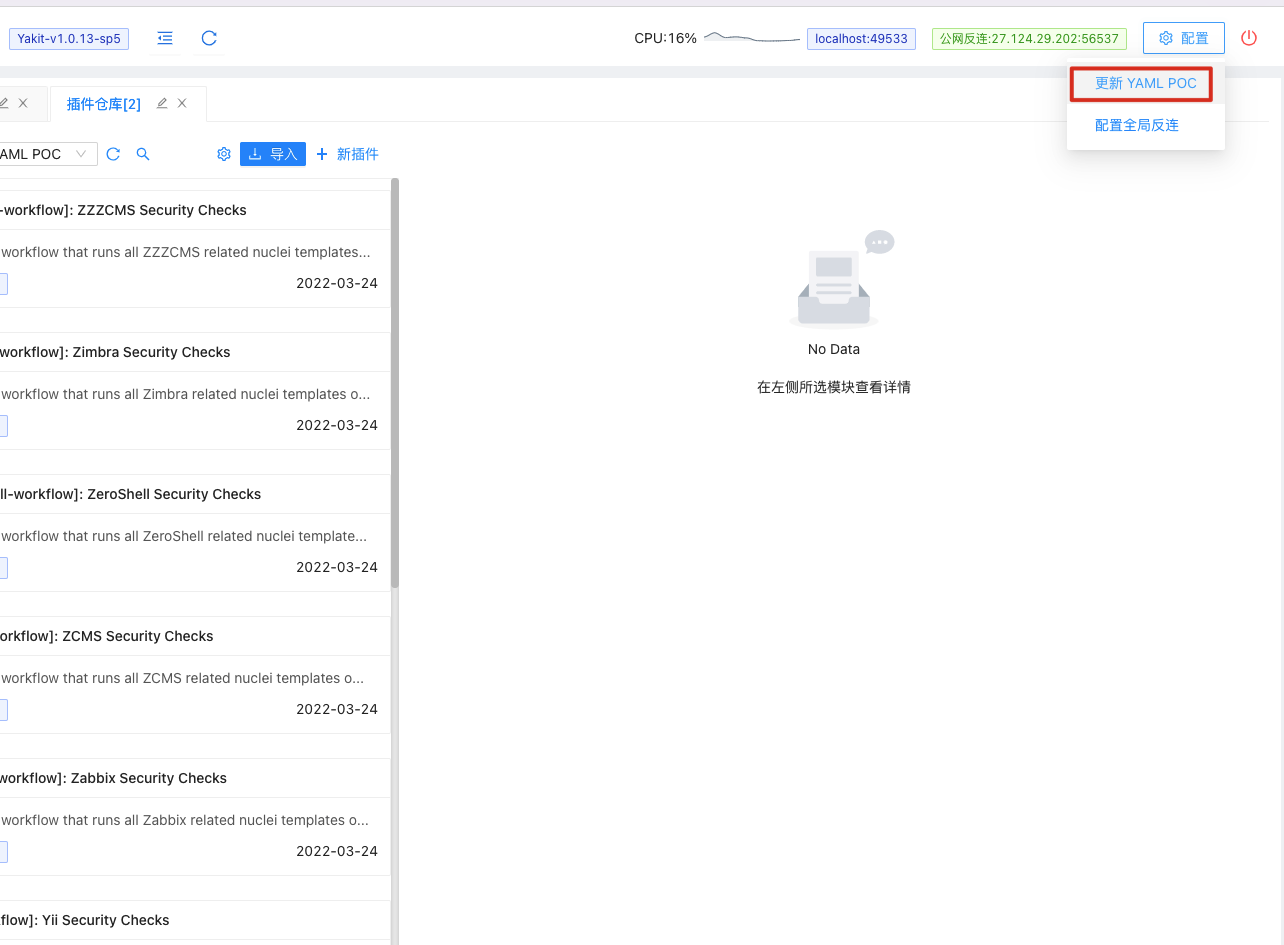 Yakit-v1.0.13-sp5
CPU:16%
localhost:49533
公网反连:27.124.29.202:56537
配置
更新 YAML POC
配置全局反连
插件仓库[2]
AML POC
导入
新插件
-workflow]: ZZZCMS Security Checks
workflow that runs all ZZZCMS related nuclei templates...
2022-03-24
workflow]: Zimbra Security Checks
workflow that runs all Zimbra related nuclei templates o...
2022-03-24
ll-workflow]: ZeroShell Security Checks
workflow that runs all ZeroShell related nuclei template...
2022-03-24
orkflow]: ZCMS Security Checks
workflow that runs all ZCMS related nuclei templates o...
2022-03-24
workflow]: Zabbix Security Checks
workflow that runs all Zabbix related nuclei templates o...
2022-03-24
flow]: Yii Security Checks
No Data
在左侧所选模块查看详情